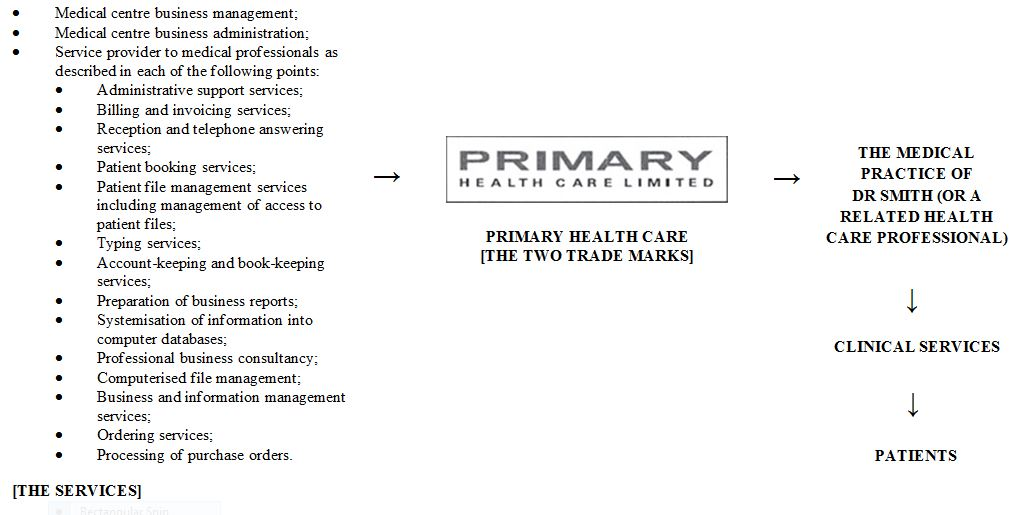 • Medical centre business management;
• Medical centre business administration;
• Service provider to medical professionals as
described in each of the following points:
• Administrative support services;
• Billing and invoicing services;
• Reception and telephone answering
services;
• Patient booking services;
• Patient file management services
including management of access to
patient files;
• Typing services;
• Account-keeping and book-keeping
services;
• Preparation of business reports;
• Systemisation of information into
computer databases;
• Professional business consultancy;
• Computerised file management;
• Business and information management
services;
• Ordering services;
• Processing of purchase orders.
[THE SERVICES]
→
PRIMARY
HEALTH CARE LIMITED
PRIMARY HEALTH CARE
[THE TWO TRADE MARKS]
→
THE MEDICAL
PRACTICE OF
DR SMITH (OR A
RELATED HEALTH
CARE PROFESSIONAL)
↓
CLINICAL SERVICES
↓
PATIENTS
Rectangular Snip